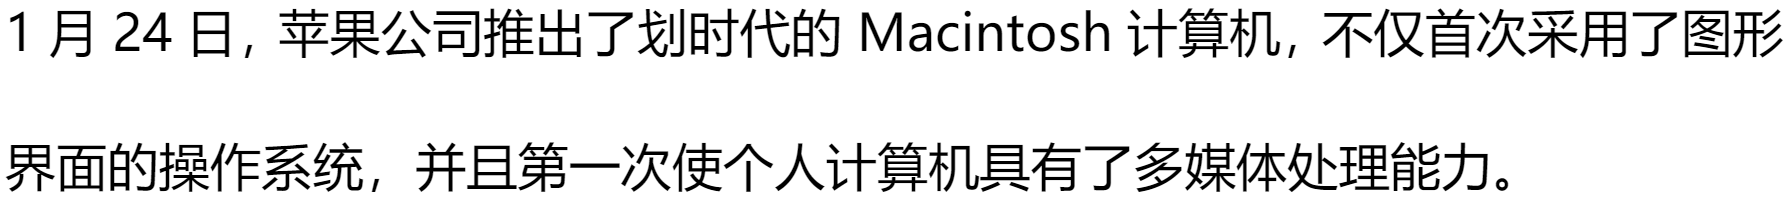 1 月 24 日，苹果公司推出了划时代的 Macintosh 计算机，不仅首次采用了图形
界面的操作系统，并且第一次使个人计算机具有了多媒体处理能力。